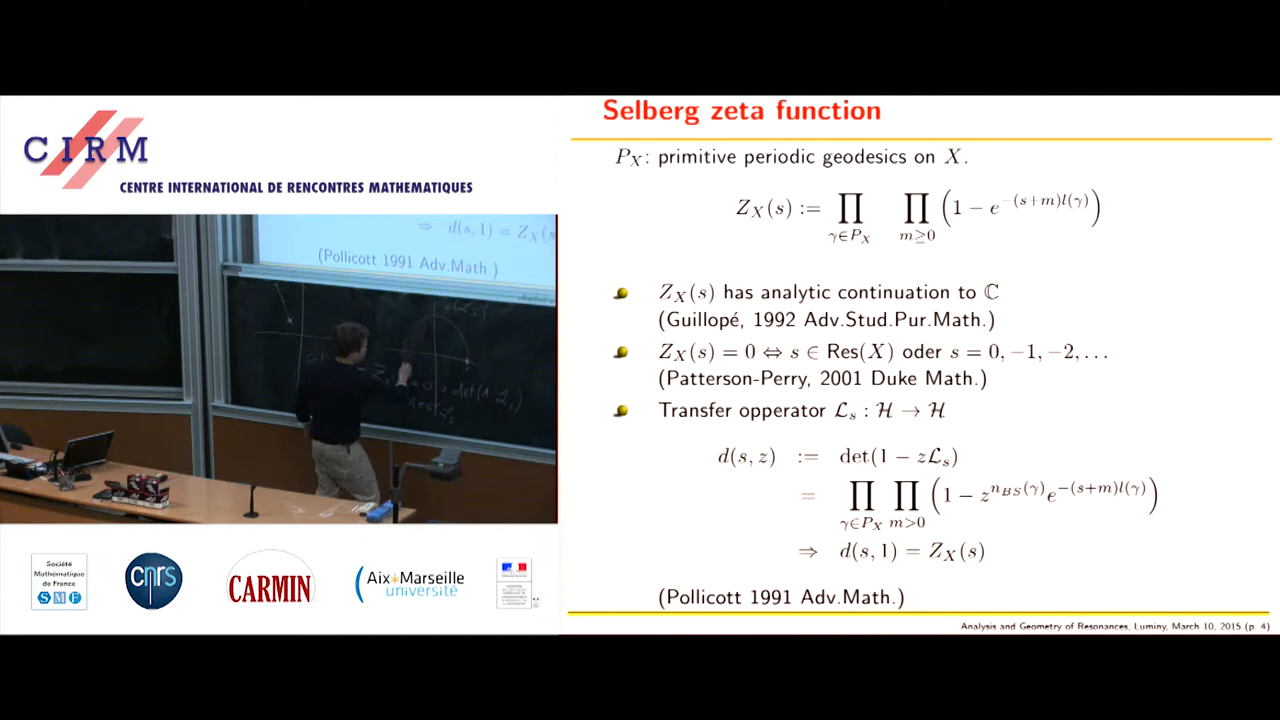 CIRM
CENTRE INTERNATIONAL DE RENCONTRES MATHEMATIQUES
⇒ d(s, 1) = Z_X(s
(Pollicott 1991 Adv.Math.)
= det(1-ℒ_s)
Société
Mathématique
de France
SMF
cnrs
CARMIN
Aix*Marseille
université
Selberg zeta function
P_X: primitive periodic geodesics on X.
Z_X(s) := ∏_{γ∈P_X} ∏_{m≥0} (1 − e^{−(s+m)l(γ)})
Z_X(s) has analytic continuation to ℂ
(Guillopé, 1992 Adv.Stud.Pur.Math.)
Z_X(s) = 0 ⇔ s ∈ Res(X) oder s = 0, −1, −2, …
(Patterson-Perry, 2001 Duke Math.)
Transfer opperator ℒ_s : ℋ → ℋ
d(s, z) := det(1 − zℒ_s)
= ∏_{γ∈P_X} ∏_{m>0} (1 − z^{n_{BS}(γ)} e^{−(s+m)l(γ)})
⇒ d(s, 1) = Z_X(s)
(Pollicott 1991 Adv.Math.)
Analysis and Geometry of Resonances, Luminy, March 10, 2015 (p. 4)